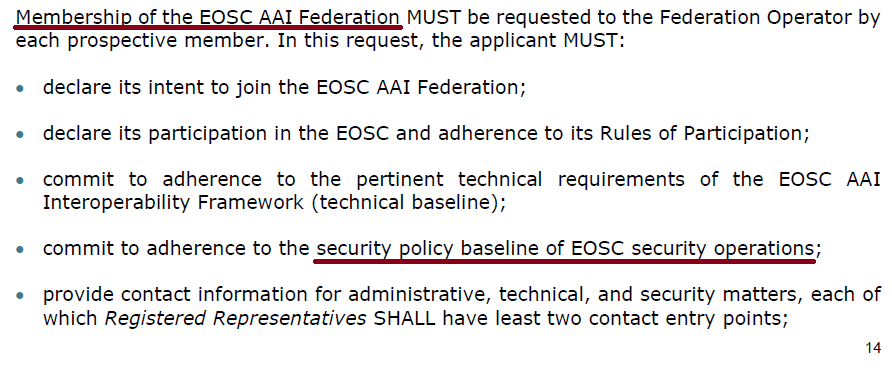 Membership of the EOSC AAI Federation MUST be requested to the Federation Operator by
each prospective member. In this request, the applicant MUST:
• declare its intent to join the EOSC AAI Federation;
• declare its participation in the EOSC and adherence to its Rules of Participation;
• commit to adherence to the pertinent technical requirements of the EOSC AAI
Interoperability Framework (technical baseline);
• commit to adherence to the security policy baseline of EOSC security operations;
• provide contact information for administrative, technical, and security matters, each of
which Registered Representatives SHALL have least two contact entry points;
14